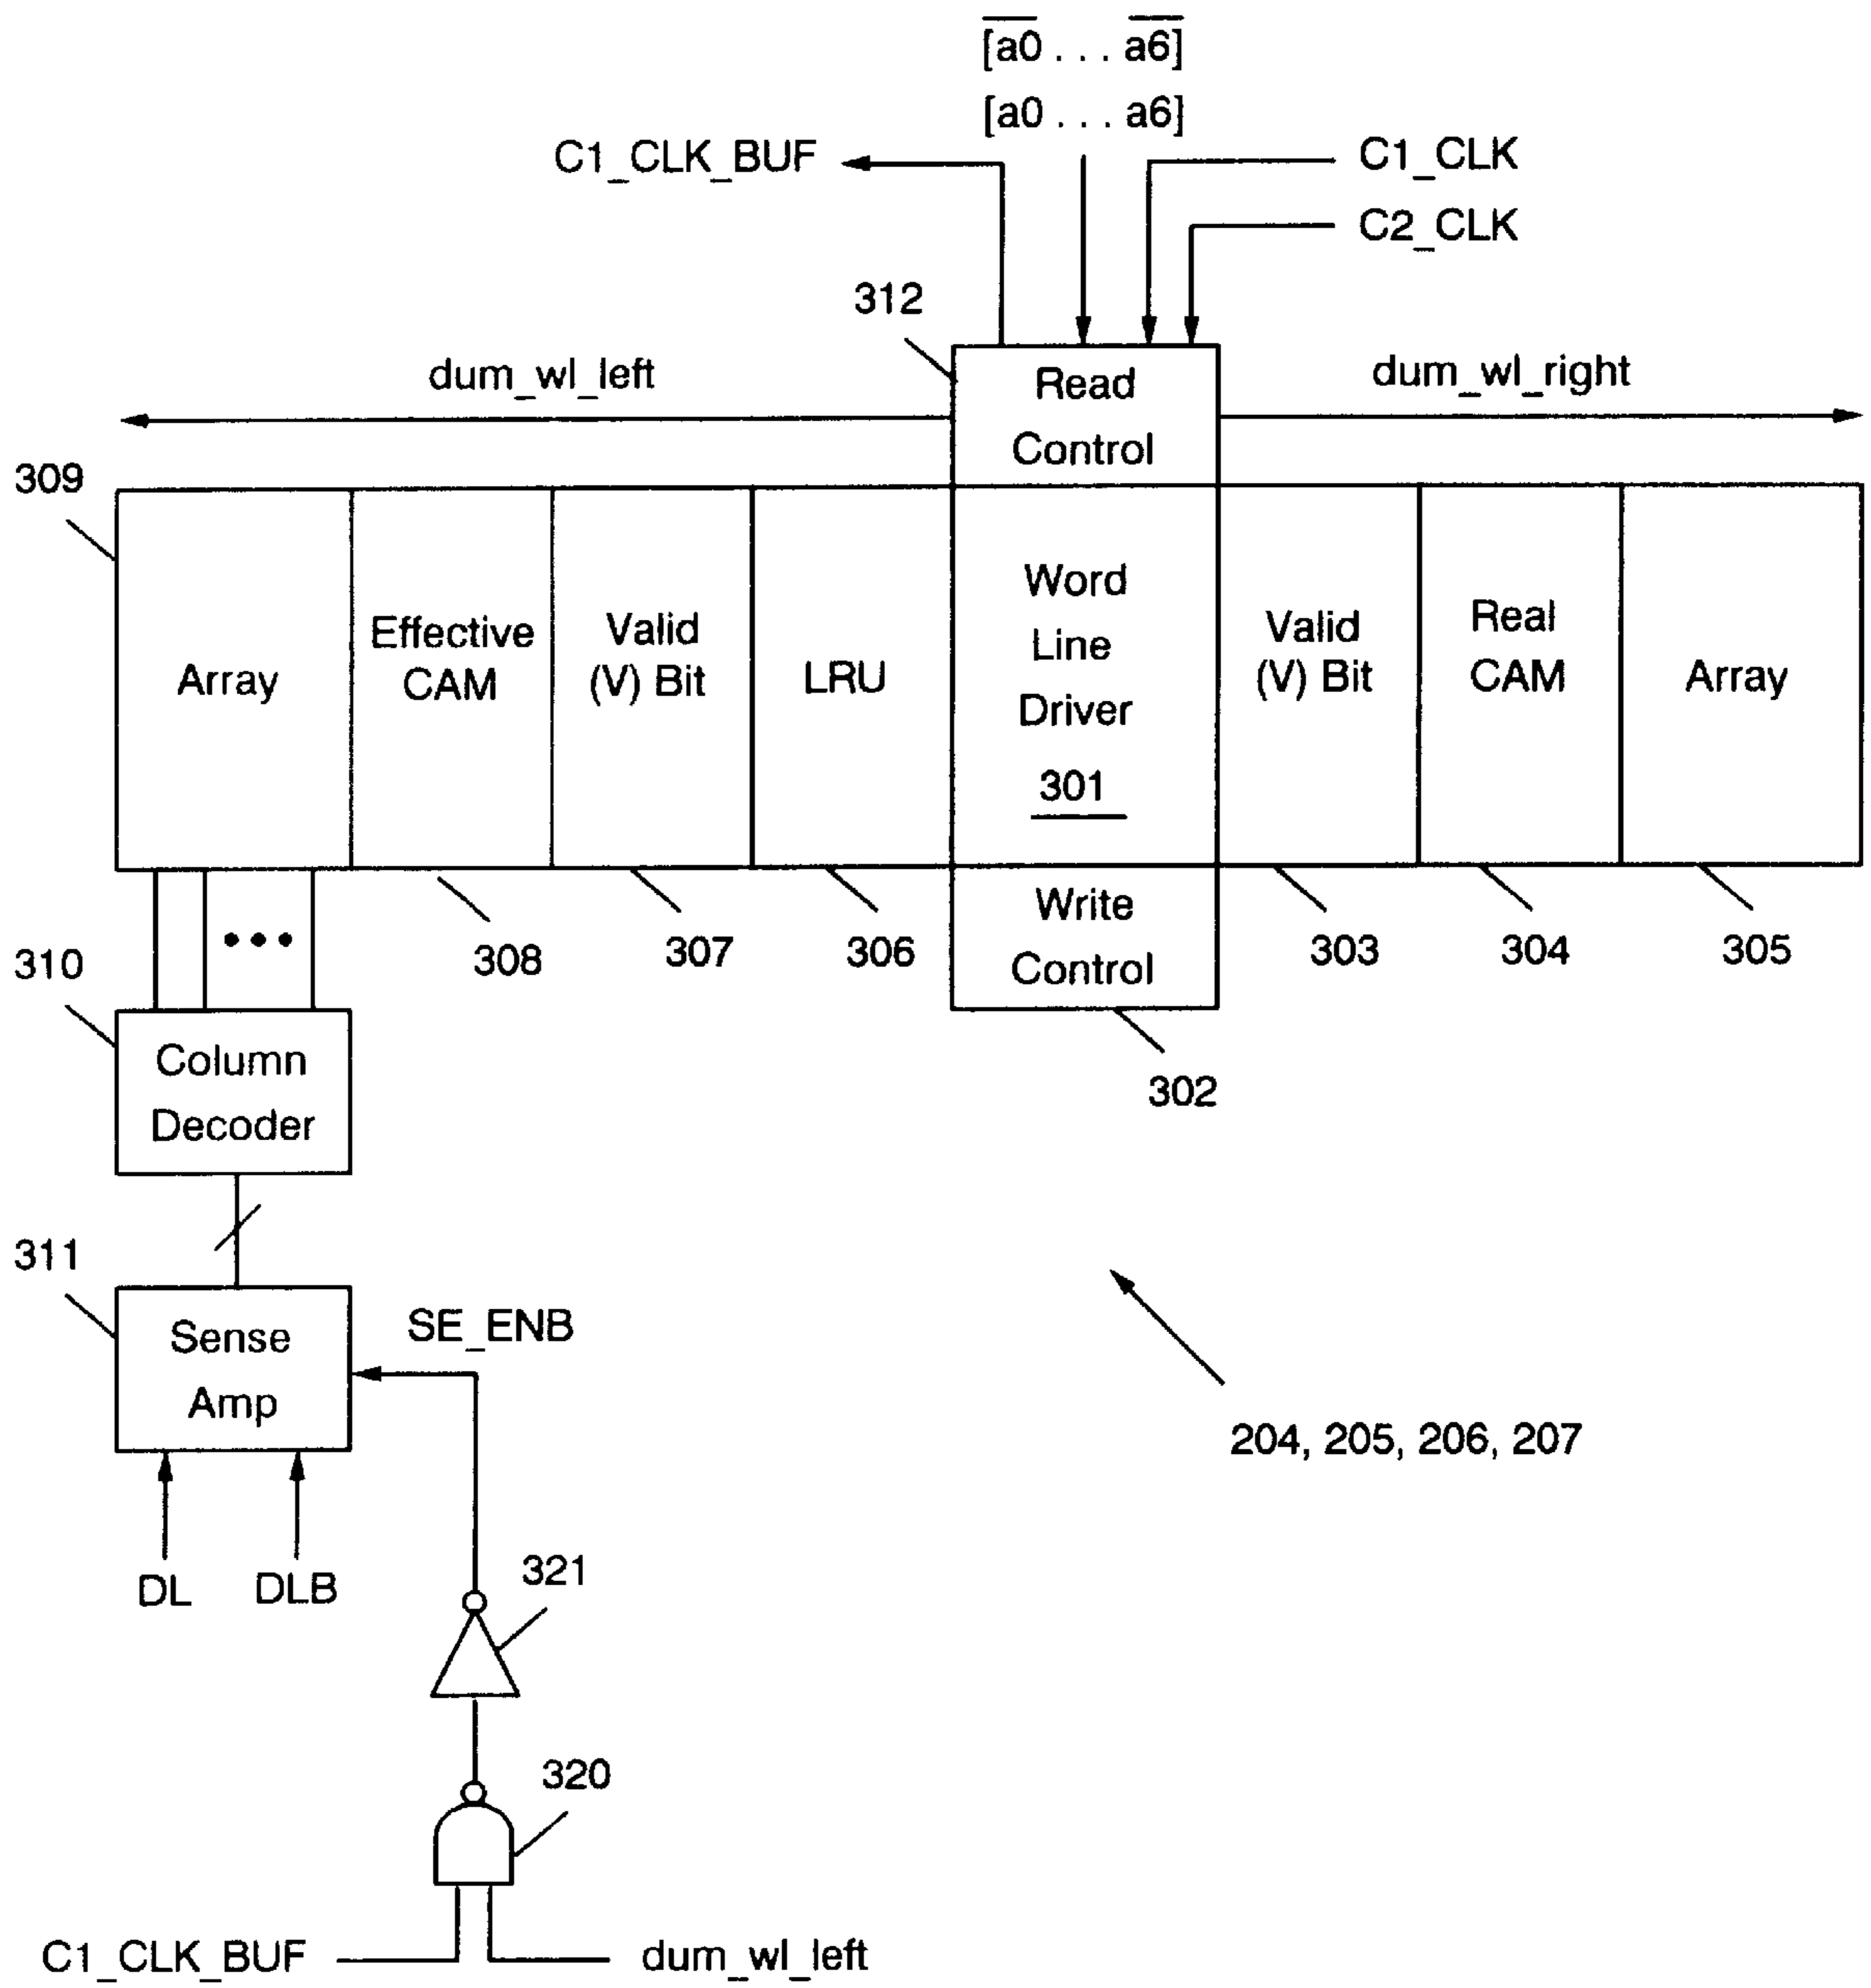 [a̅0̅ . . . a̅6̅]
[a0 . . . a6]
C1_CLK_BUF
C1_CLK
C2_CLK
312
dum_wl_left
Read
Control
dum_wl_right
309
Array
Effective
CAM
Valid
(V) Bit
LRU
Word
Line
Driver
301
Valid
(V) Bit
Real
CAM
Array
308
307
306
Write
Control
303
304
305
302
310
Column
Decoder
311
Sense
Amp
SE_ENB
DL
DLB
204, 205, 206, 207
321
320
C1_CLK_BUF
dum_wl_left